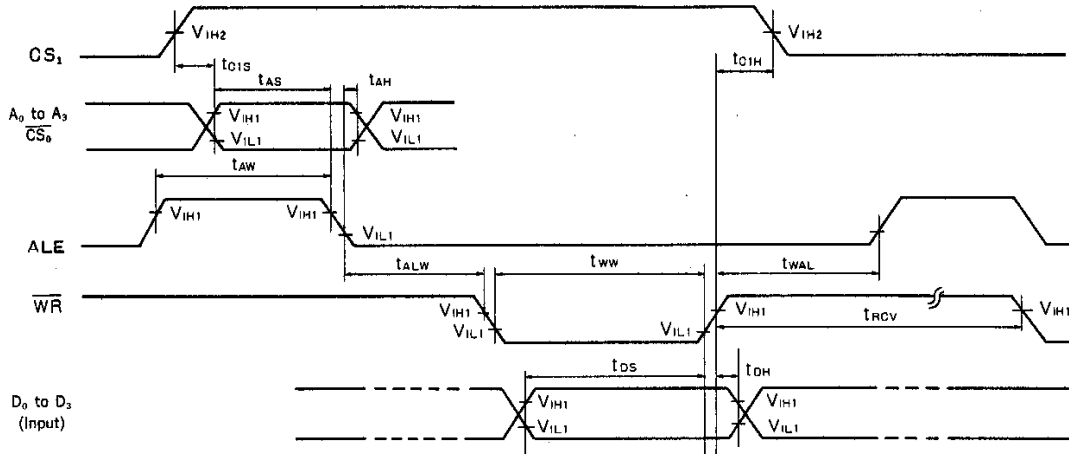 CS₁ VIH2 VIH2
tC1S tC1H
tAS tAH
A₀ to A₃ VIH1 VIH1
C̅S̅₀̅ VIL1 VIL1
tAW
VIH1 VIH1
ALE VIL1
tALW tWW tWAL
W̅R̅ VIH1 VIH1 VIH1
VIL1 VIL1 tRCV
tDS tDH
D₀ to D₃ VIH1 VIH1
(Input) VIL1 VIL1